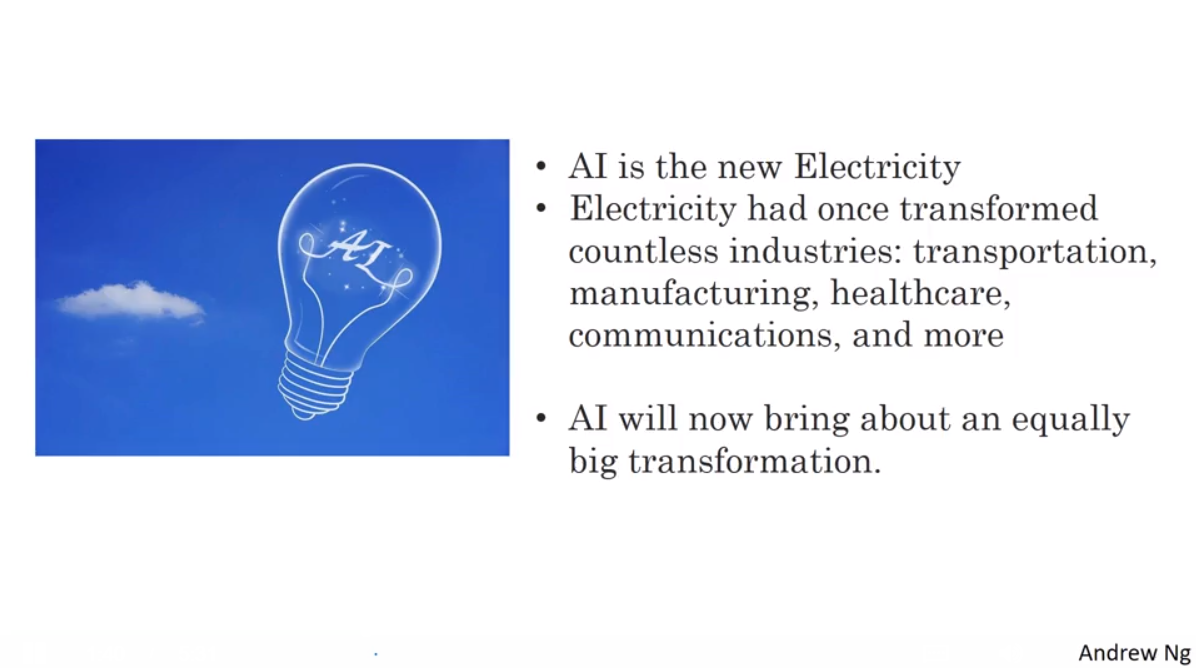 AI
• AI is the new Electricity
• Electricity had once transformed
countless industries: transportation,
manufacturing, healthcare,
communications, and more
• AI will now bring about an equally
big transformation.
Andrew Ng